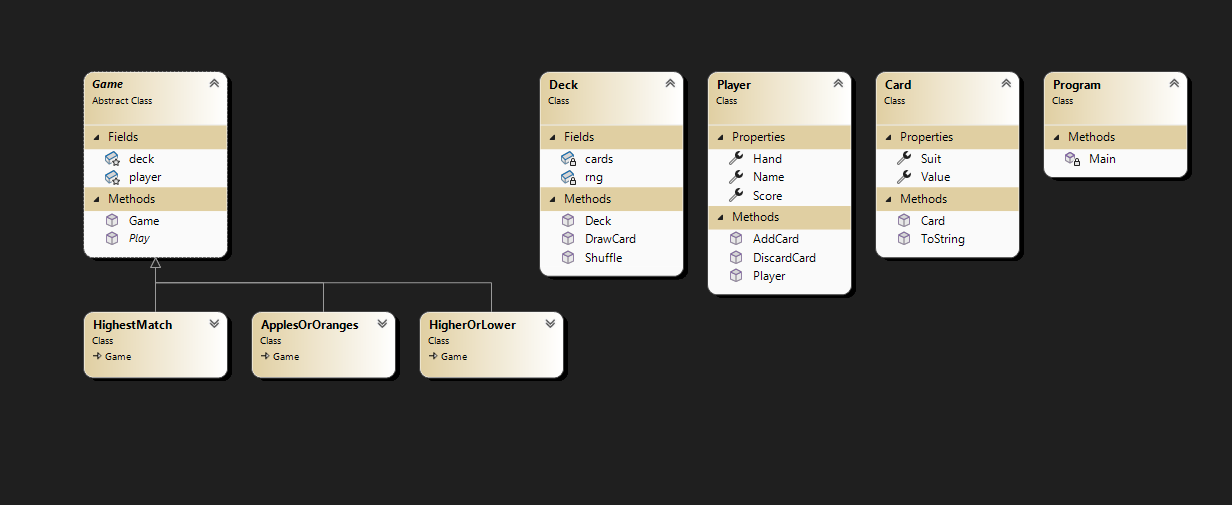 Game
Abstract Class
Fields
deck
player
Methods
Game
Play
HighestMatch
Class
Game
ApplesOrOranges
Class
Game
HigherOrLower
Class
Game
Deck
Class
Fields
cards
rng
Methods
Deck
DrawCard
Shuffle
Player
Class
Properties
Hand
Name
Score
Methods
AddCard
DiscardCard
Player
Card
Class
Properties
Suit
Value
Methods
Card
ToString
Program
Class
Methods
Main